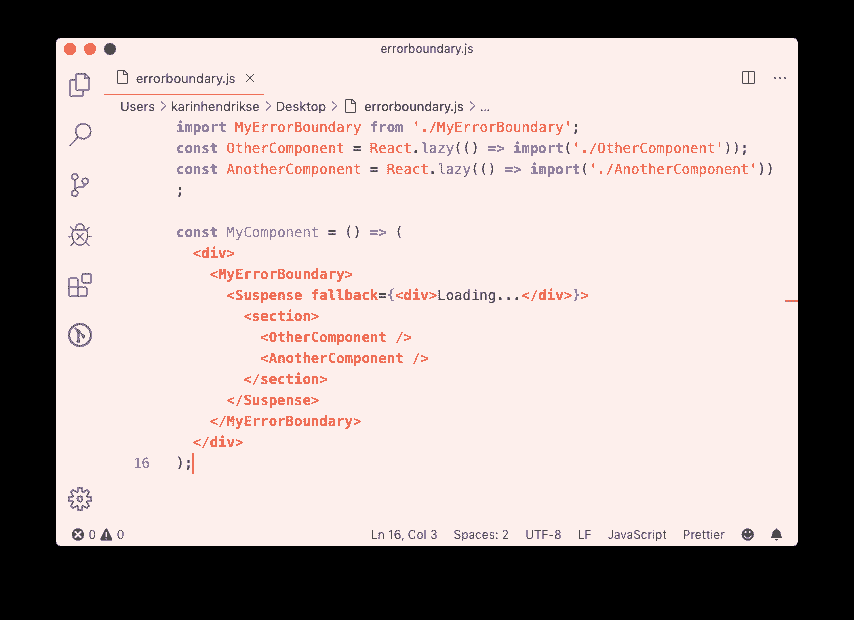 errorboundary.js
errorboundary.js
Users > karinhendrikse > Desktop > errorboundary.js > ...
import MyErrorBoundary from './MyErrorBoundary';
const OtherComponent = React.lazy(() => import('./OtherComponent'));
const AnotherComponent = React.lazy(() => import('./AnotherComponent'))
;
const MyComponent = () => (
<div>
<MyErrorBoundary>
<Suspense fallback={<div>Loading...</div>}>
<section>
<OtherComponent />
<AnotherComponent />
</section>
</Suspense>
</MyErrorBoundary>
</div>
16 );
0 0 Ln 16, Col 3 Spaces: 2 UTF-8 LF JavaScript Prettier